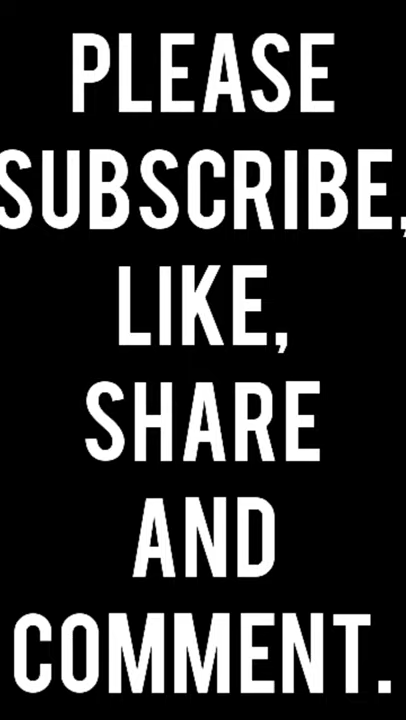 PLEASE
SUBSCRIBE,
LIKE,
SHARE
AND
COMMENT.